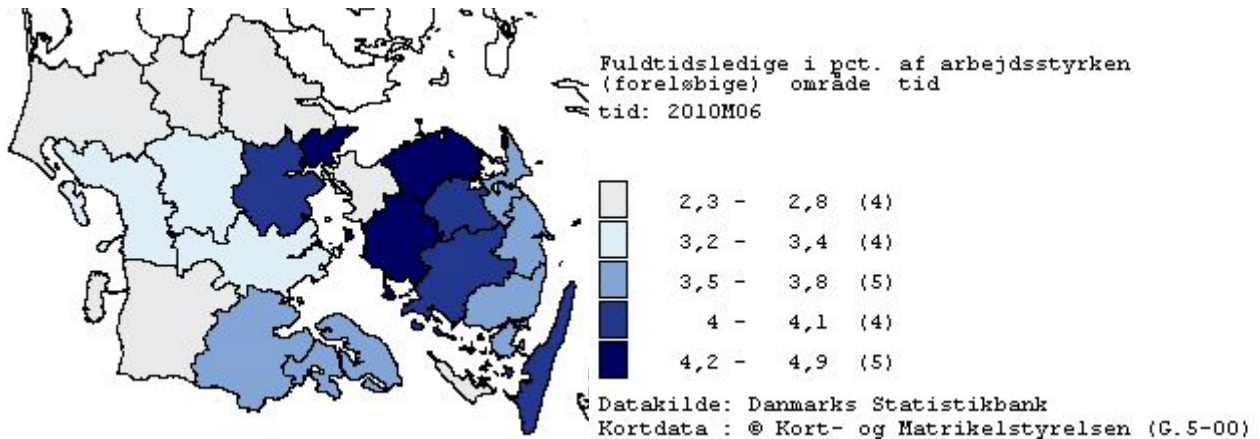 Fuldtidsledige i pct. af arbejdsstyrken
(foreløbige) område tid
tid: 2010M06
2,3 - 2,8 (4)
3,2 - 3,4 (4)
3,5 - 3,8 (5)
4 - 4,1 (4)
4,2 - 4,9 (5)
Datakilde: Danmarks Statistikbank
Kortdata : © Kort- og Matrikelstyrelsen (G.5-00)